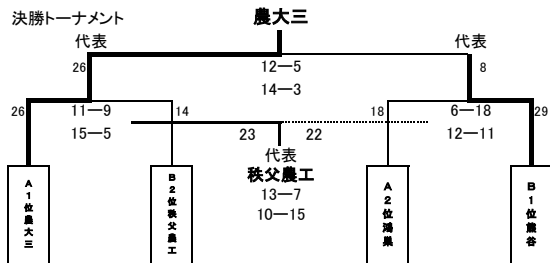 決勝トーナメント
農大三
代表
代表
26
12―5
8
14―3
26
11―9
14
18
6―18
29
15―5
23
22
12―11
代表
秩父農工
13―7
10―15
A1位農大三
B2位秩父農工
A2位鴻巣
B1位熊谷